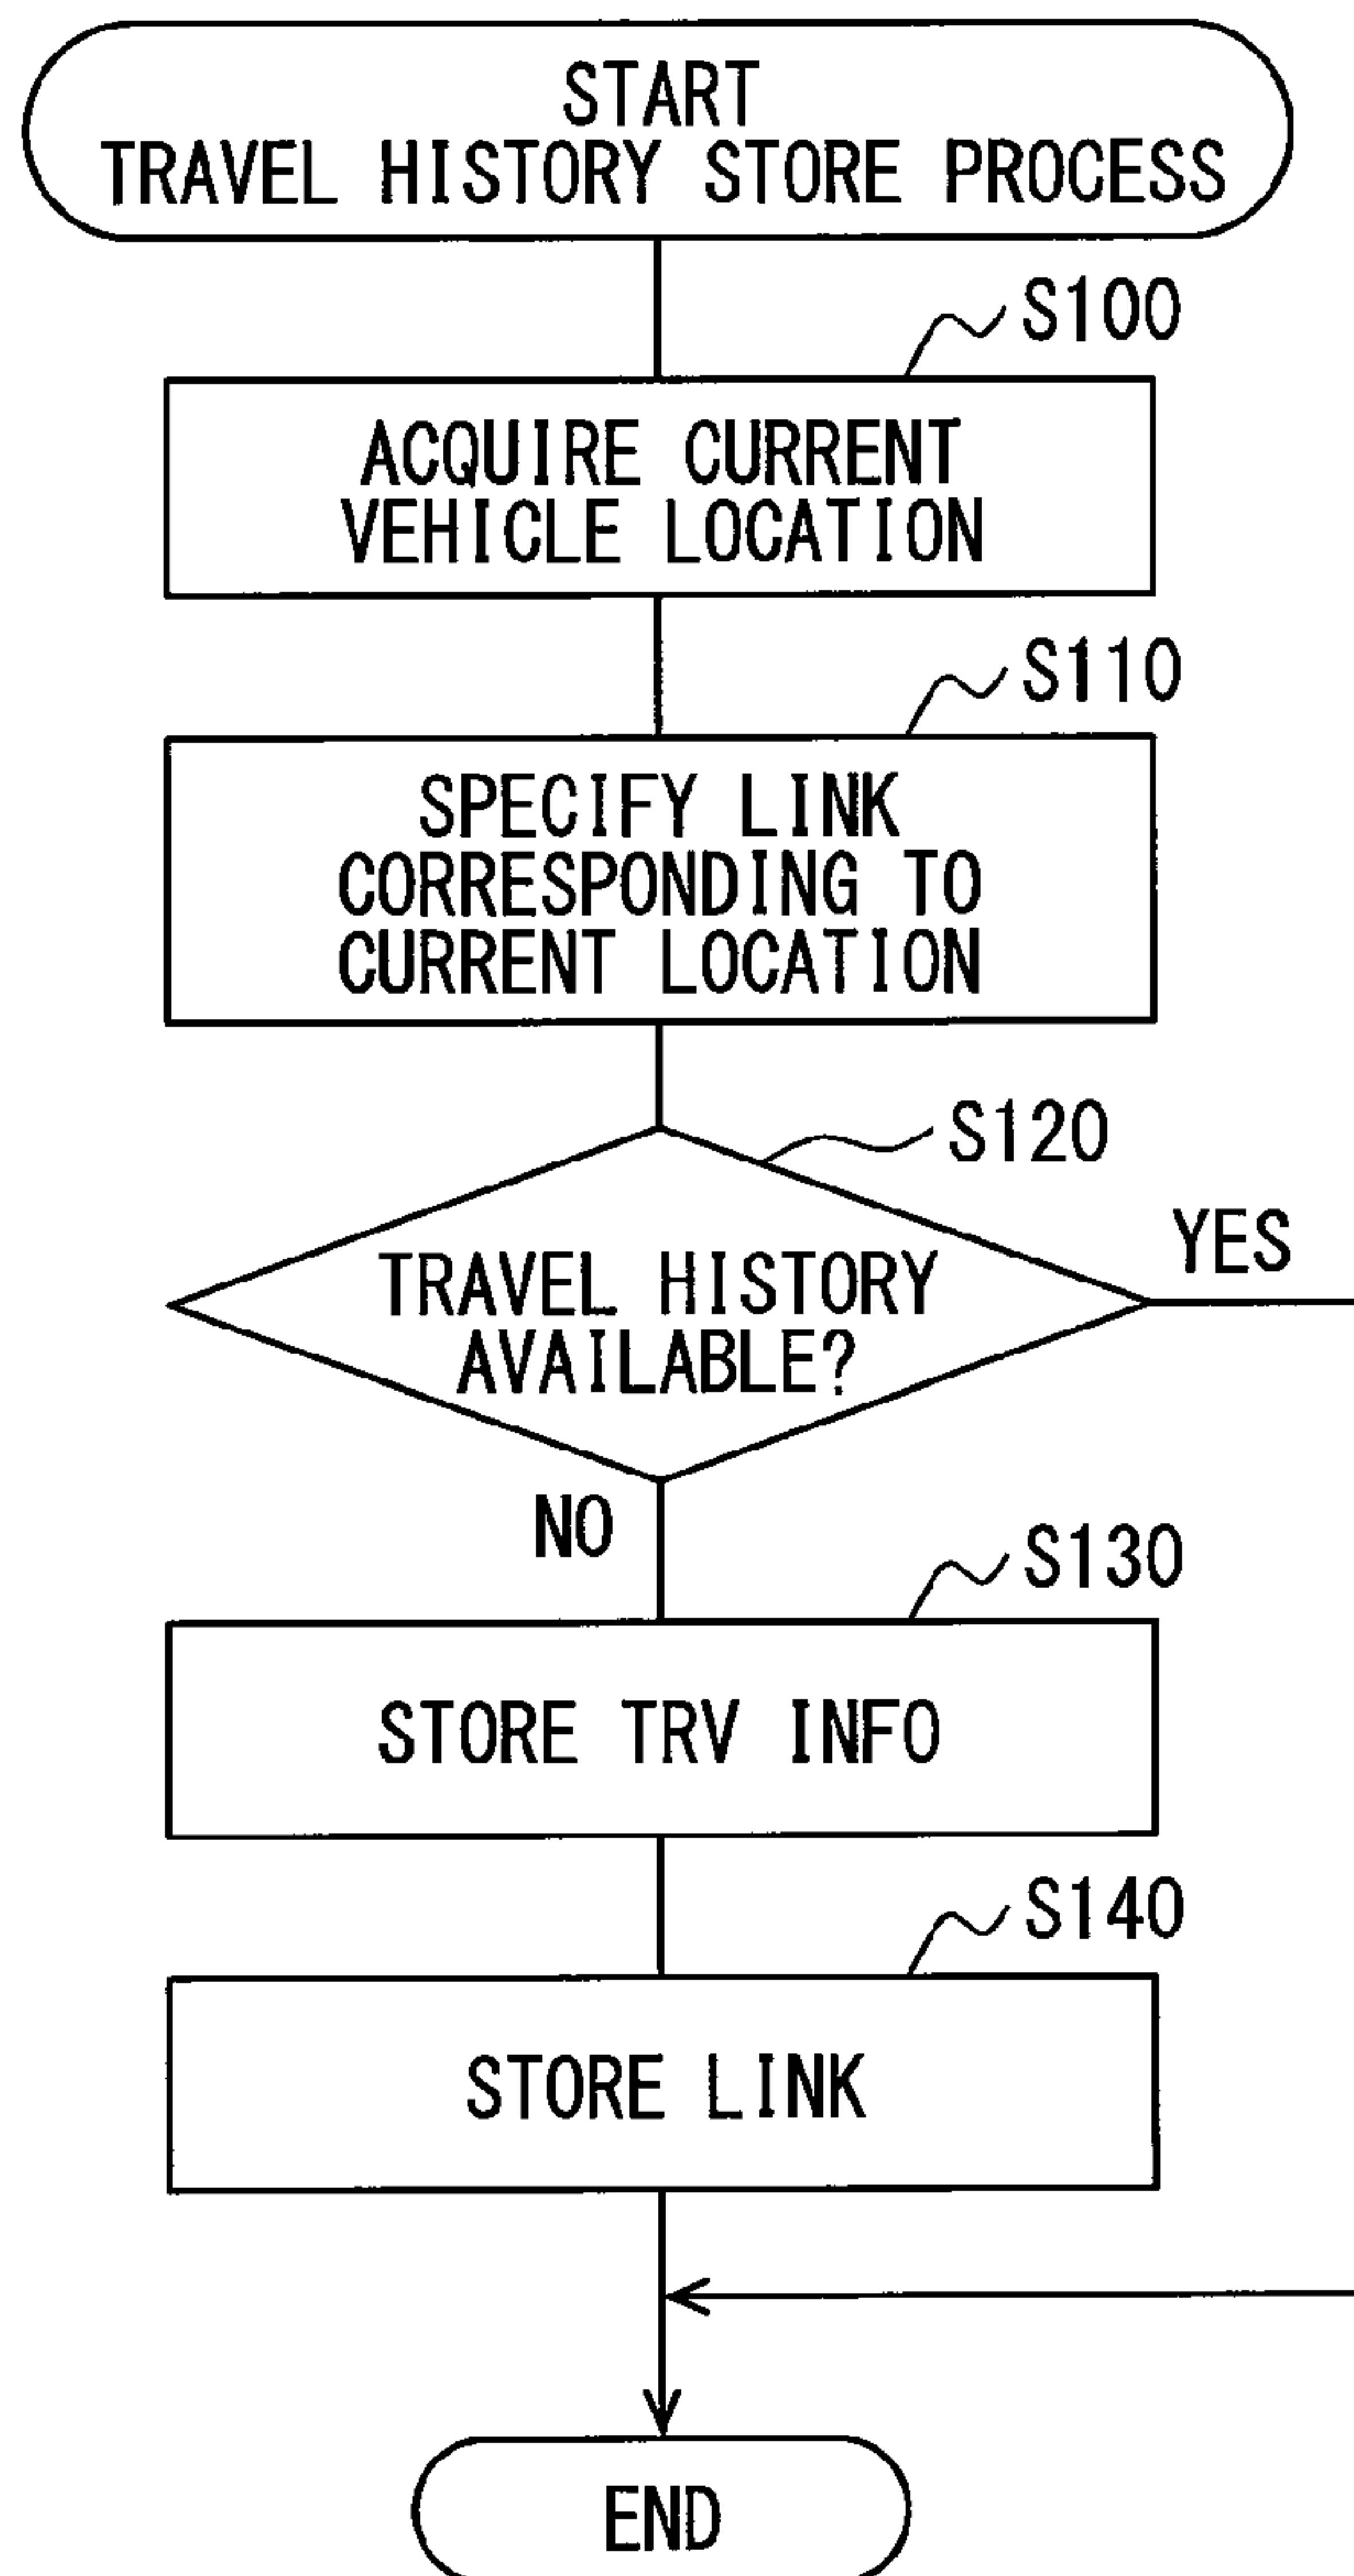 START
TRAVEL HISTORY STORE PROCESS
S100
ACQUIRE CURRENT
VEHICLE LOCATION
S110
SPECIFY LINK
CORRESPONDING TO
CURRENT LOCATION
S120
YES
TRAVEL HISTORY
AVAILABLE?
NO
S130
STORE TRV INFO
S140
STORE LINK
END